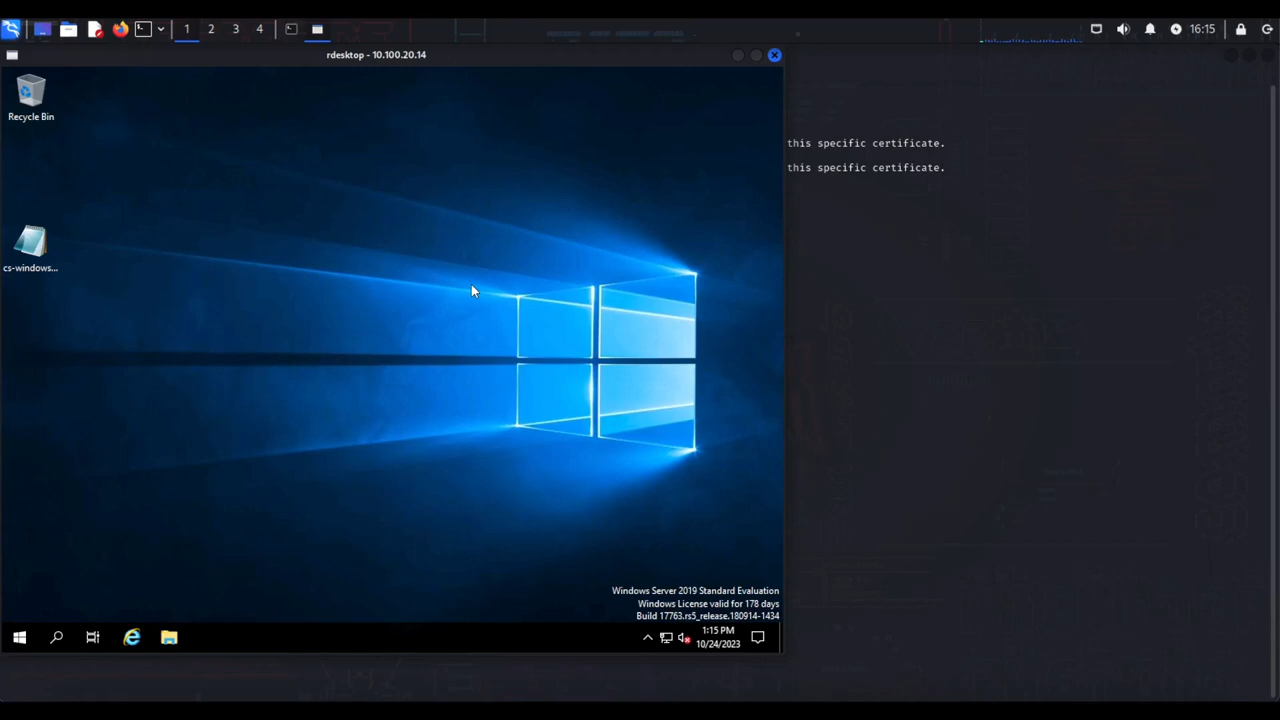 1 2 3 4
16:15
rdesktop - 10.100.20.14
Recycle Bin
this specific certificate.
this specific certificate.
cs-windows...
Windows Server 2019 Standard Evaluation
Windows License valid for 178 days
Build 17763.rs5_release.180914-1434
1:15 PM
10/24/2023